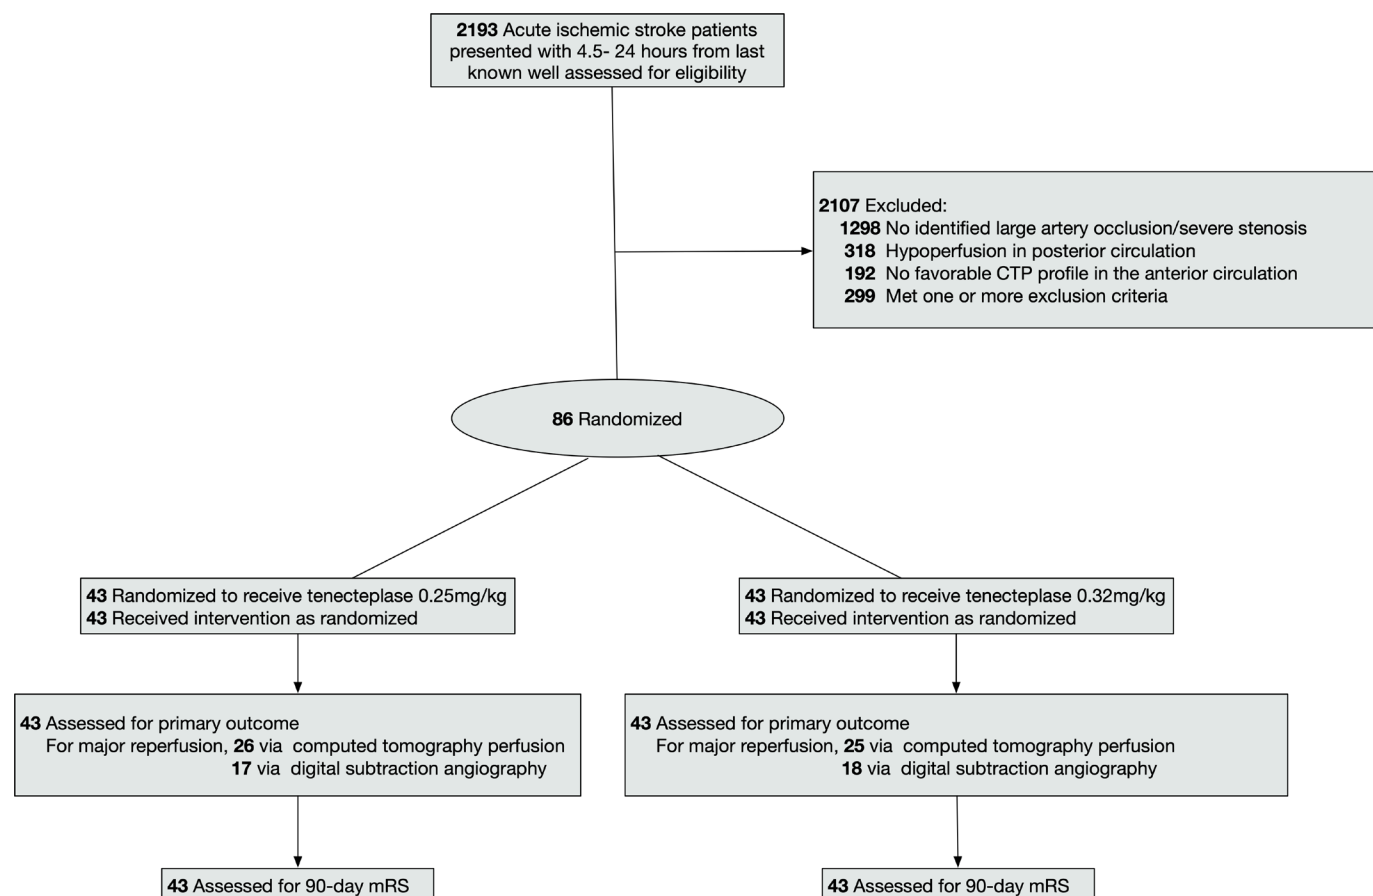 2193 Acute ischemic stroke patients
presented with 4.5- 24 hours from last
known well assessed for eligibility
2107 Excluded:
1298 No identified large artery occlusion/severe stenosis
318 Hypoperfusion in posterior circulation
192 No favorable CTP profile in the anterior circulation
299 Met one or more exclusion criteria
86 Randomized
43 Randomized to receive tenecteplase 0.25mg/kg
43 Received intervention as randomized
43 Randomized to receive tenecteplase 0.32mg/kg
43 Received intervention as randomized
43 Assessed for primary outcome
For major reperfusion, 26 via computed tomography perfusion
17 via digital subtraction angiography
43 Assessed for primary outcome
For major reperfusion, 25 via computed tomography perfusion
18 via digital subtraction angiography
43 Assessed for 90-day mRS
43 Assessed for 90-day mRS